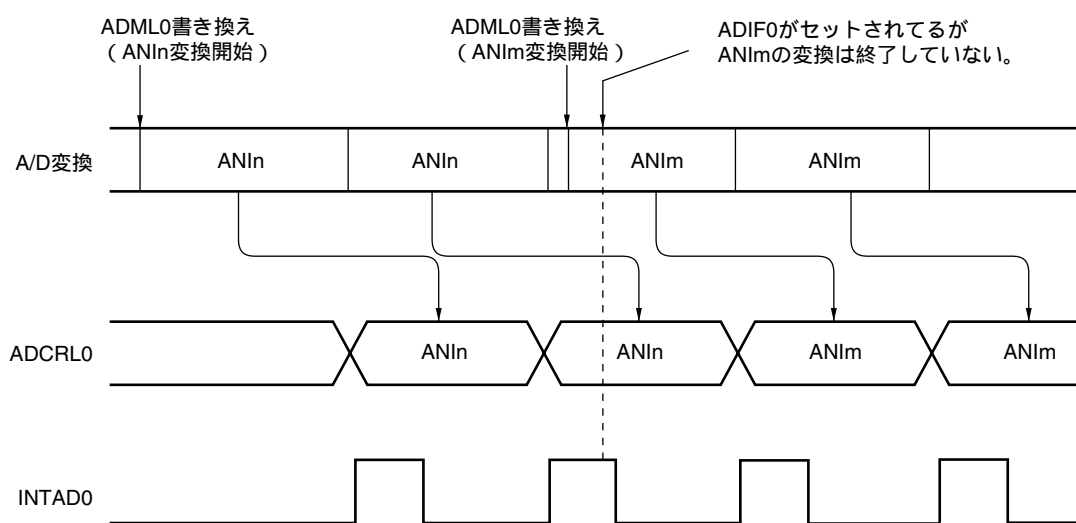 ADML0書き換え
（ANIn変換開始）
ADML0書き換え
（ANIm変換開始）
ADIF0がセットされてるが
ANImの変換は終了していない。
A/D変換
ANIn
ANIn
ANIm
ANIm
ADCRL0
ANIn
ANIn
ANIm
ANIm
INTAD0